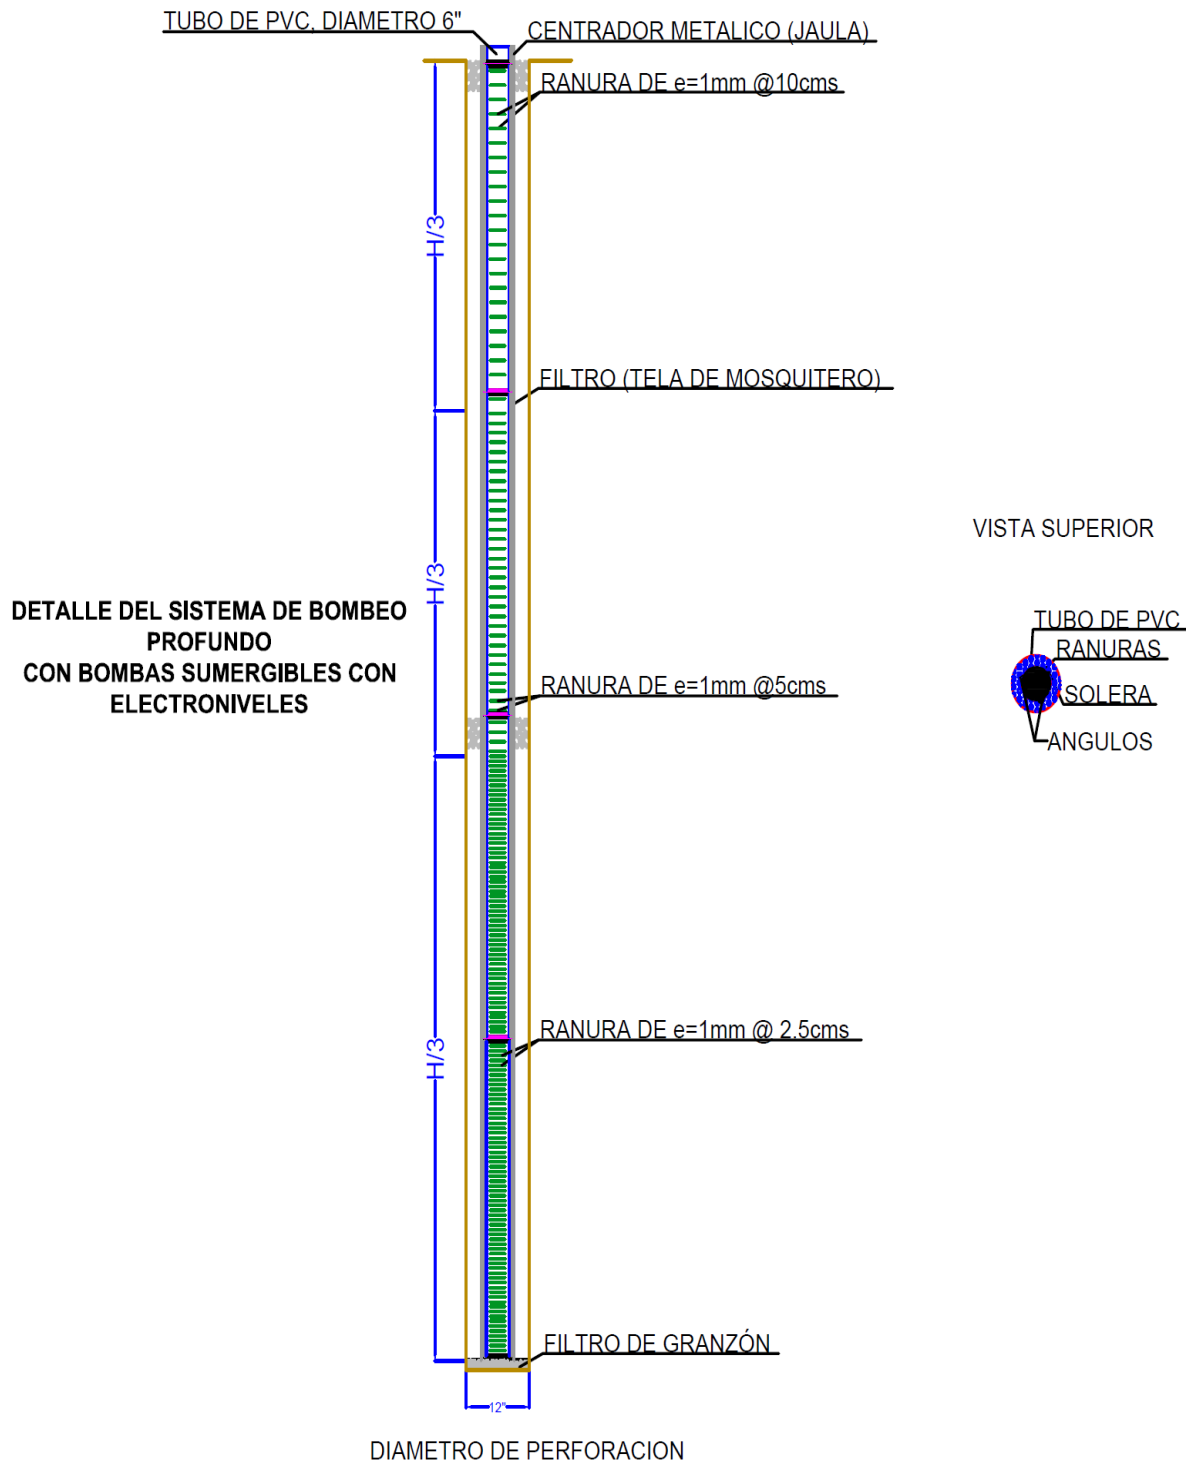 TUBO DE PVC, DIAMETRO 6"
CENTRADOR METALICO (JAULA)
RANURA DE e=1mm @10cms
H/3
FILTRO (TELA DE MOSQUITERO)
VISTA SUPERIOR
H/3
DETALLE DEL SISTEMA DE BOMBEO
PROFUNDO
CON BOMBAS SUMERGIBLES CON
ELECTRONIVELES
TUBO DE PVC
RANURAS
SOLERA
ANGULOS
RANURA DE e=1mm @5cms
RANURA DE e=1mm @ 2.5cms
H/3
FILTRO DE GRANZÓN
12"
DIAMETRO DE PERFORACION